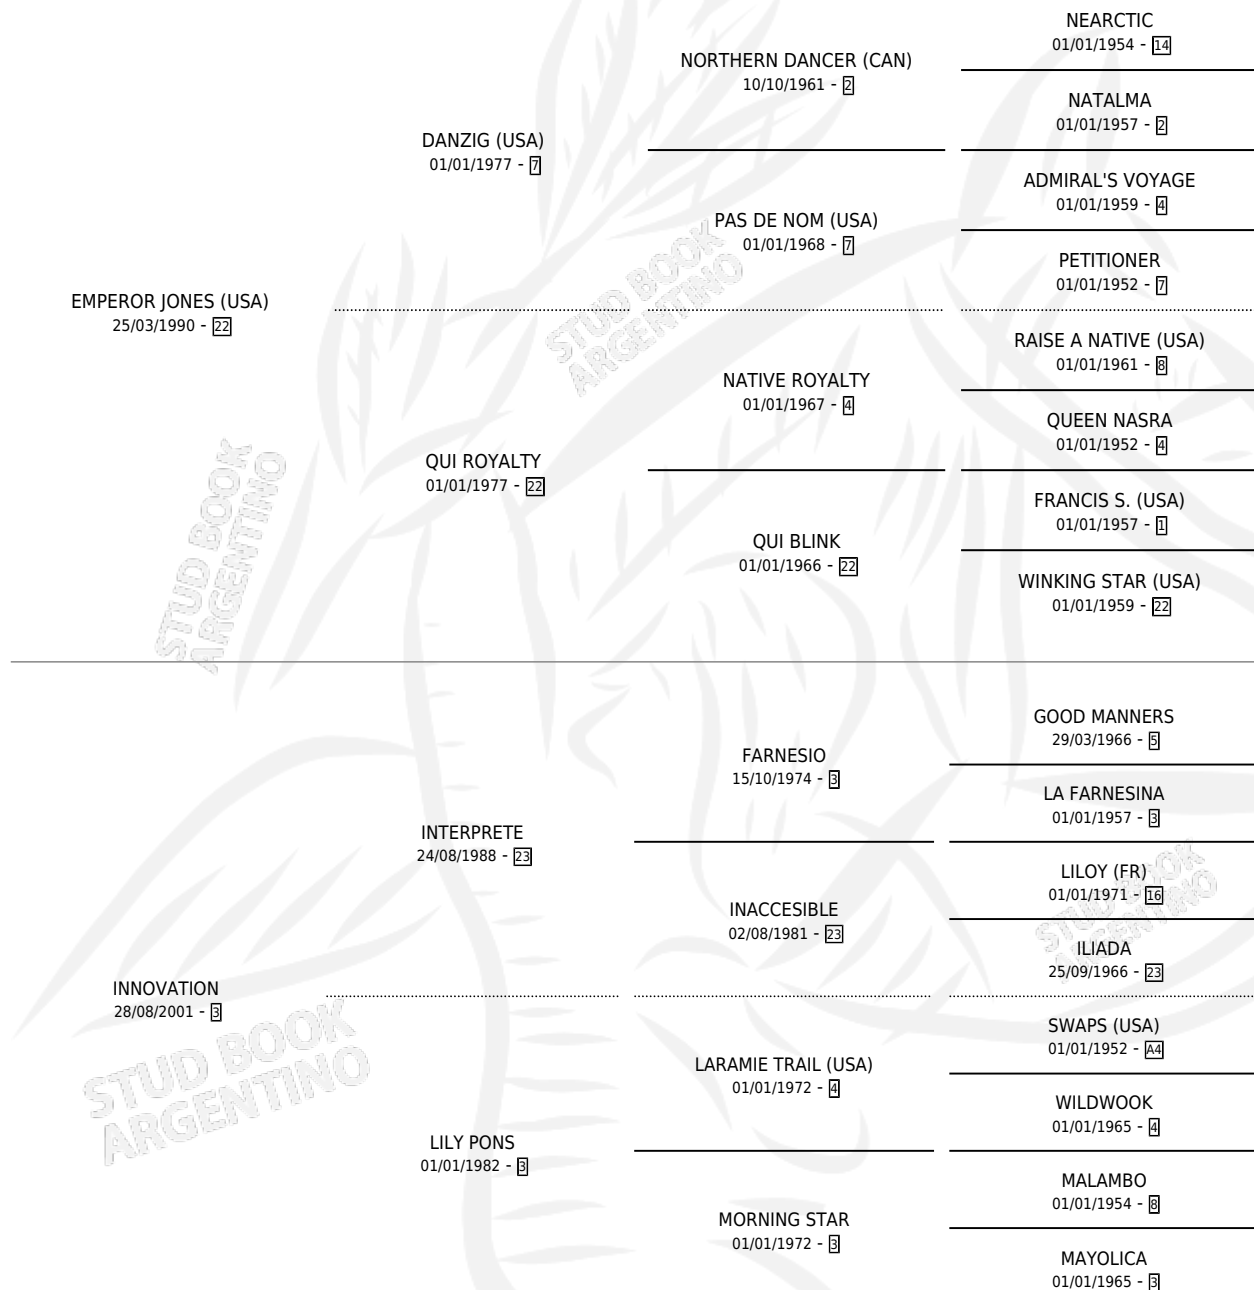 NEARCTIC
01/01/1954 - 14
NORTHERN DANCER (CAN)
10/10/1961 - 2
NATALMA
01/01/1957 - 2
DANZIG (USA)
01/01/1977 - 7
ADMIRAL'S VOYAGE
01/01/1959 - 4
PAS DE NOM (USA)
01/01/1968 - 7
PETITIONER
01/01/1952 - 7
EMPEROR JONES (USA)
25/03/1990 - 22
RAISE A NATIVE (USA)
01/01/1961 - 8
NATIVE ROYALTY
01/01/1967 - 4
QUEEN NASRA
01/01/1952 - 4
QUI ROYALTY
01/01/1977 - 22
FRANCIS S. (USA)
01/01/1957 - 1
QUI BLINK
01/01/1966 - 22
WINKING STAR (USA)
01/01/1959 - 22
GOOD MANNERS
29/03/1966 - 5
FARNESIO
15/10/1974 - 3
LA FARNESINA
01/01/1957 - 3
INTERPRETE
24/08/1988 - 23
LILOY (FR)
01/01/1971 - 16
INACCESIBLE
02/08/1981 - 23
ILIADA
25/09/1966 - 23
INNOVATION
28/08/2001 - 3
SWAPS (USA)
01/01/1952 - A4
LARAMIE TRAIL (USA)
01/01/1972 - 4
WILDWOOK
01/01/1965 - 4
LILY PONS
01/01/1982 - 3
MALAMBO
01/01/1954 - 8
MORNING STAR
01/01/1972 - 3
MAYOLICA
01/01/1965 - 3
STUD BOOK
ARGENTINO
STUD BOOK
ARGENTINO
STUD BOOK
ARGENTINO
STUD BOOK
ARGENTINO